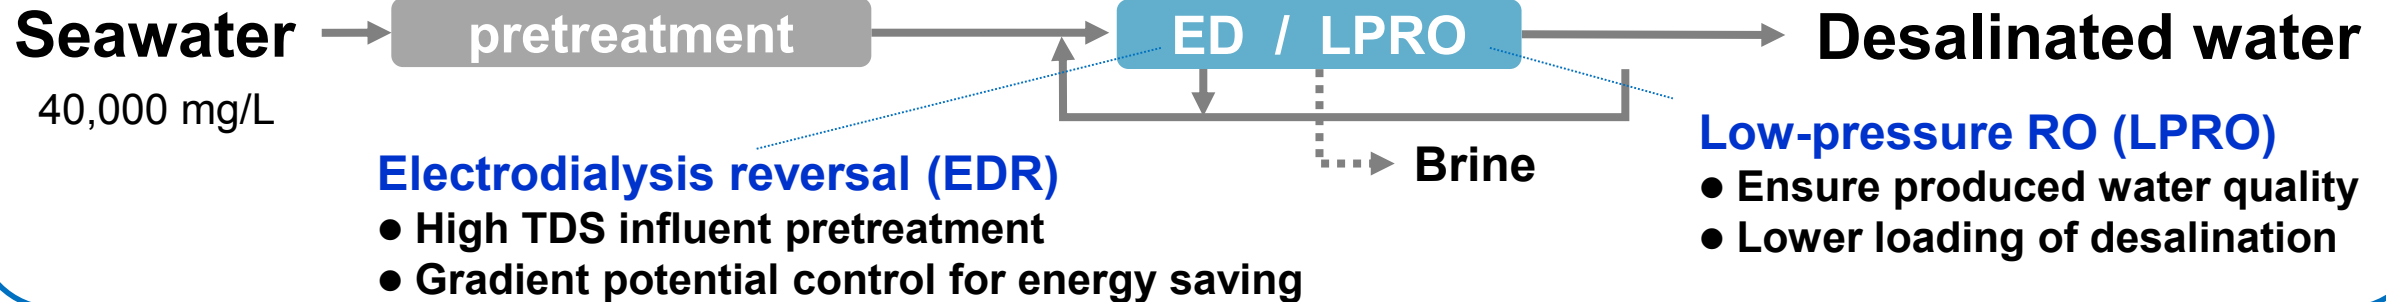 Seawater
pretreatment
ED / LPRO
Desalinated water
40,000 mg/L
Electrodialysis reversal (EDR)
● High TDS influent pretreatment
● Gradient potential control for energy saving
Brine
Low-pressure RO (LPRO)
● Ensure produced water quality
● Lower loading of desalination